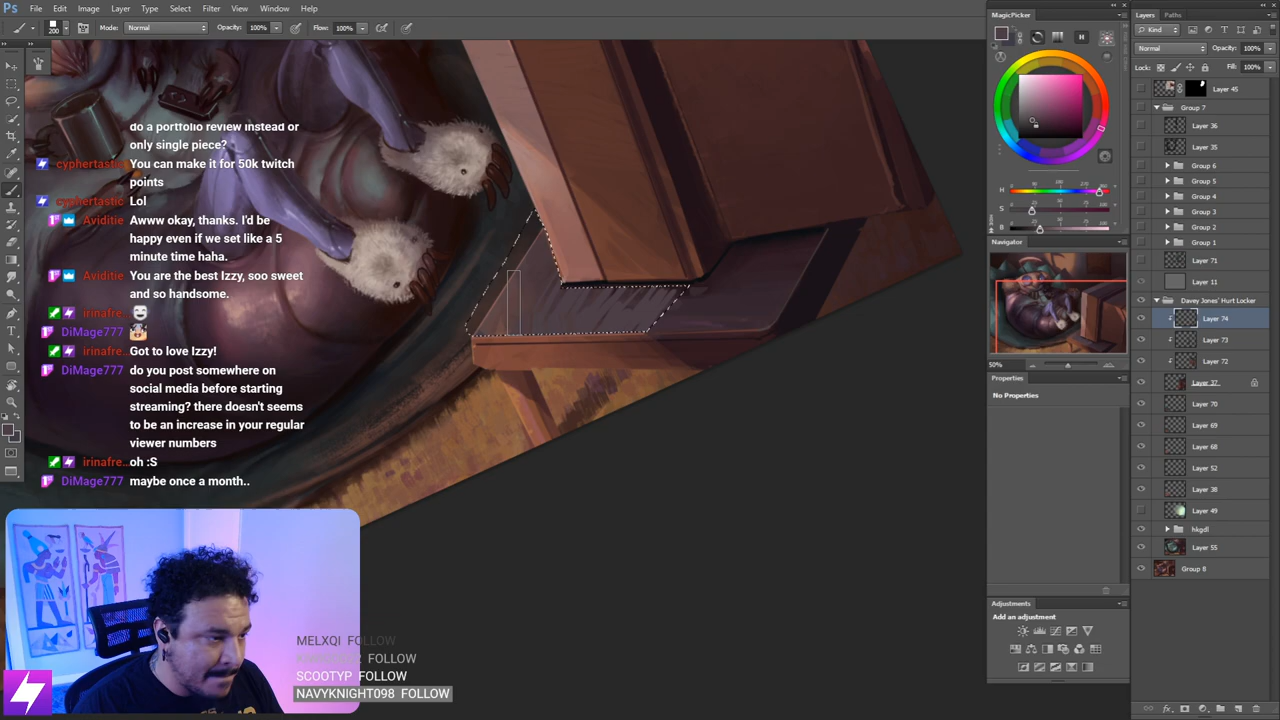 Ps File Edit Image Layer Type Select Filter View Window Help
200 Mode: Normal Opacity: 100% Flow: 100%
do a portfolio review instead or
only single piece?
cyphertastic You can make it for 50k twitch
points
cyphertastic Lol
Aviditie Awww okay, thanks. I'd be
happy even if we set like a 5
minute time haha.
Aviditie You are the best Izzy, soo sweet
and so handsome.
irinafre..
DiMage777
irinafre.. Got to love Izzy!
DiMage777 do you post somewhere on
social media before starting
streaming? there doesn't seems
to be an increase in your regular
viewer numbers
irinafre.. oh :S
DiMage777 maybe once a month..
MELXQI FOLLOW
FOLLOW
SCOOTYP FOLLOW
NAVYKNIGHT098 FOLLOW
MagicPicker
H
H
S
B
Navigator
50%
Properties
No Properties
Adjustments
Add an adjustment
Layers Paths
Kind
Normal Opacity: 100%
Lock: Fill: 100%
Layer 45
Group 7
Layer 36
Layer 35
Group 6
Group 5
Group 4
Group 3
Group 2
Group 1
Layer 71
Layer 11
Davey Jones' Hurt Locker
Layer 74
Layer 73
Layer 72
Layer 37
Layer 70
Layer 69
Layer 68
Layer 52
Layer 38
Layer 49
hkgdl
Layer 55
Group 8
fx